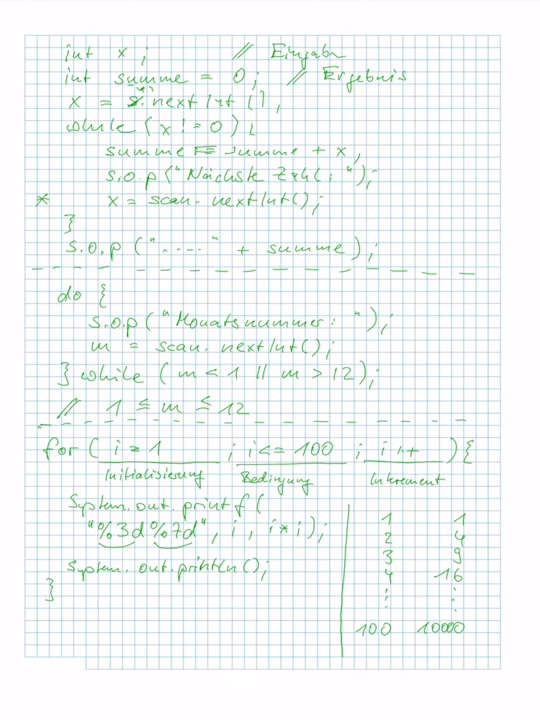 int x; // Eingabe
int summe = 0; // Ergebnis
x = s.nextInt(),
while (x != 0) {
summe = summe + x,
s.o.p("Nächste Zahl: ");
* x = scan.nextInt();
}
s.o.p("....." + summe);
do {
s.o.p("Monatsnummer: ");
m = scan.nextInt();
} while (m < 1 || m > 12);
// 1 ≤ m ≤ 12
for (i = 1 ; i <= 100 ; i++) {
Initialisierung Bedingung Inkrement
System.out.printf(
"%3d%7d", i, i*i);
System.out.println();
}
1 1
2 4
3 9
4 16
⋮ ⋮
100 10000